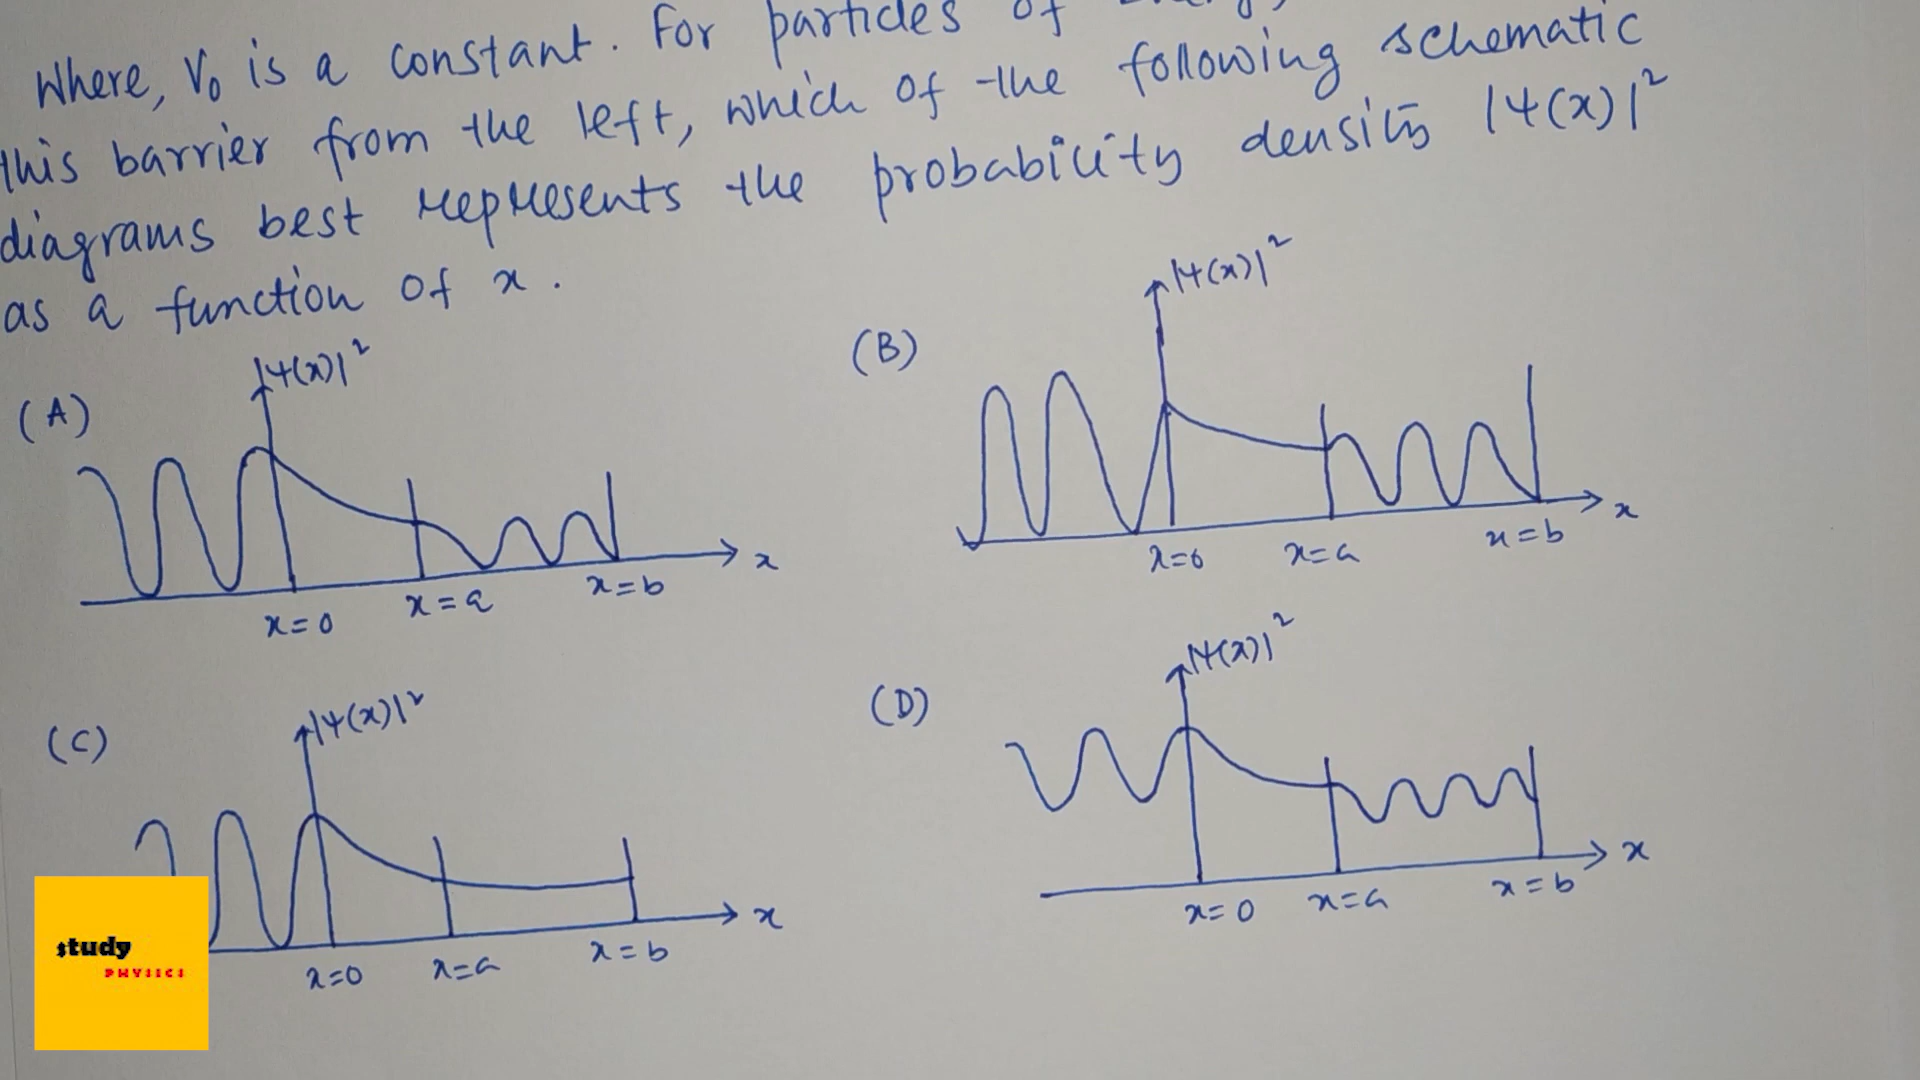 Where, V₀ is a constant. For particles of
this barrier from the left, which of the following schematic
diagrams best represents the probability density |Ψ(x)|²
as a function of x.
(A)
|Ψ(x)|²
x=0
x=a
x=b
x
(B)
|Ψ(x)|²
x=0
x=a
x=b
x
(C)
|Ψ(x)|²
x=0
x=a
x=b
x
(D)
|Ψ(x)|²
x=0
x=a
x=b
x
study
PHYSICS